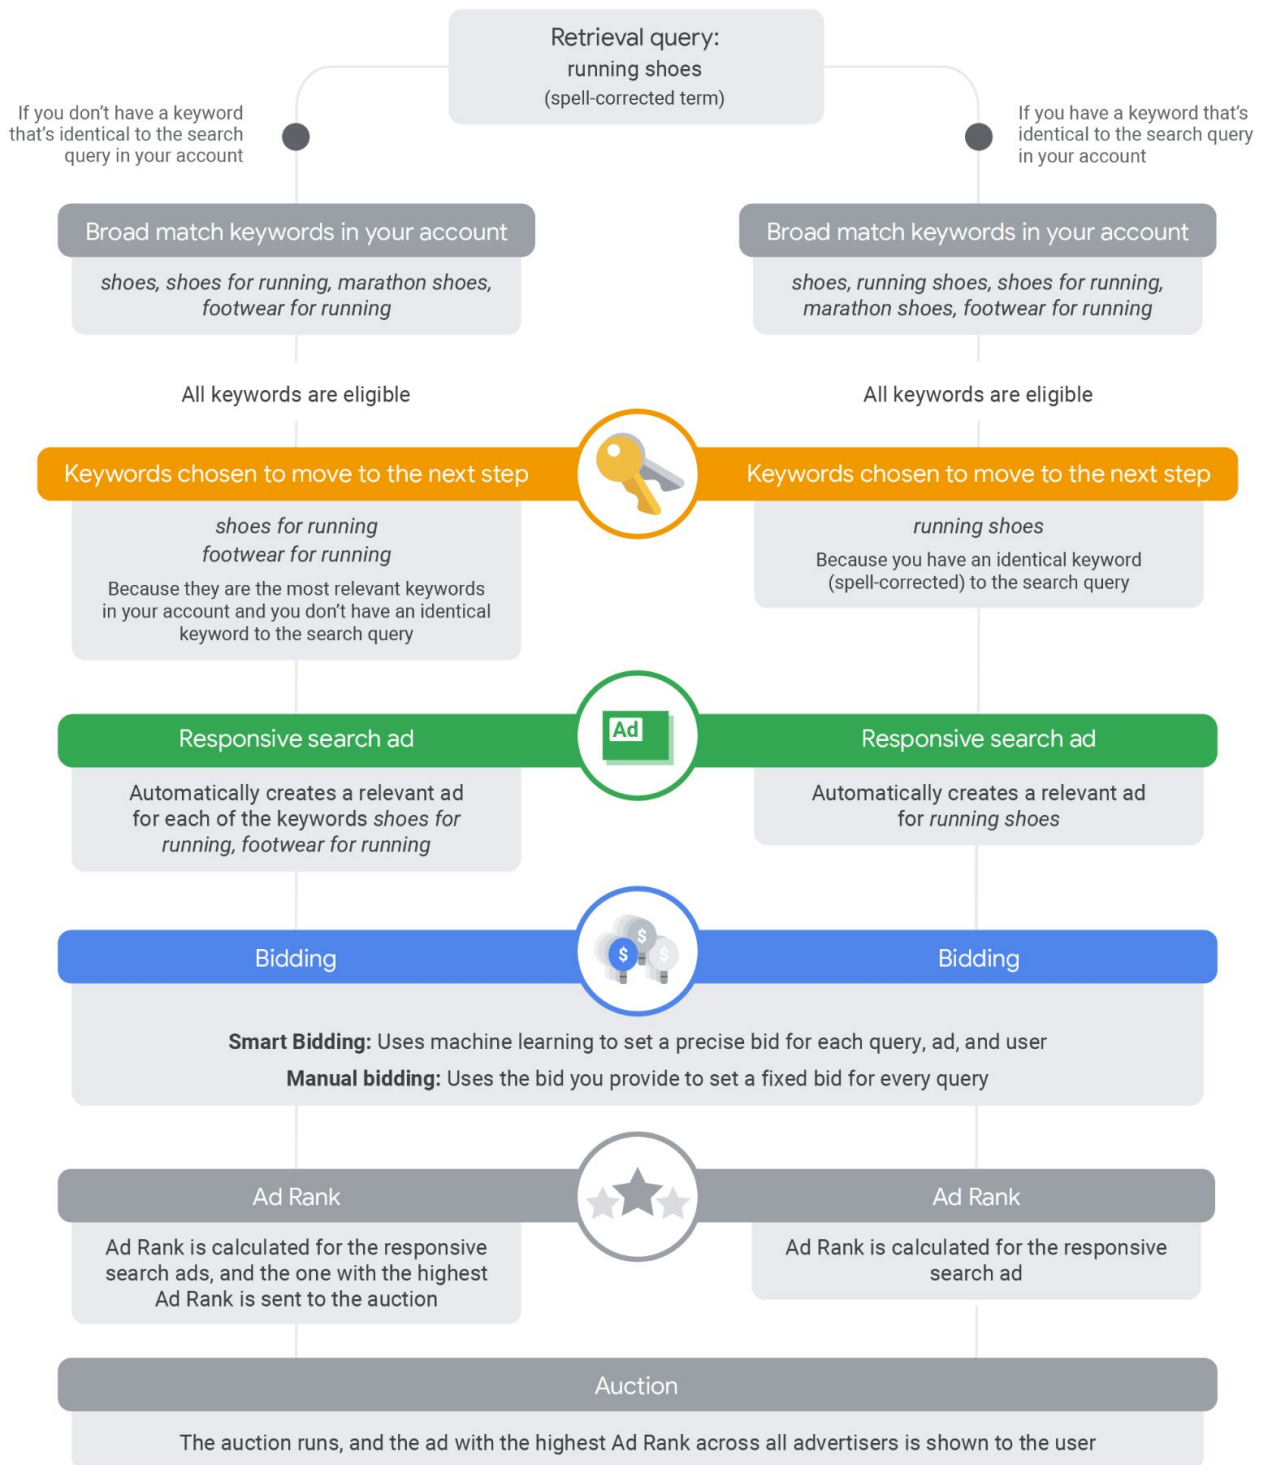 Retrieval query:
running shoes
(spell-corrected term)
If you don't have a keyword
that's identical to the search
query in your account
If you have a keyword that's
identical to the search query
in your account
Broad match keywords in your account
shoes, shoes for running, marathon shoes,
footwear for running
Broad match keywords in your account
shoes, running shoes, shoes for running,
marathon shoes, footwear for running
All keywords are eligible
All keywords are eligible
Keywords chosen to move to the next step
shoes for running
footwear for running
Because they are the most relevant keywords
in your account and you don't have an identical
keyword to the search query
Keywords chosen to move to the next step
running shoes
Because you have an identical keyword
(spell-corrected) to the search query
Responsive search ad
Automatically creates a relevant ad
for each of the keywords shoes for
running, footwear for running
Ad
Responsive search ad
Automatically creates a relevant ad
for running shoes
Bidding
$ $ $
Bidding
Smart Bidding: Uses machine learning to set a precise bid for each query, ad, and user
Manual bidding: Uses the bid you provide to set a fixed bid for every query
Ad Rank
Ad Rank is calculated for the responsive
search ads, and the one with the highest
Ad Rank is sent to the auction
Ad Rank
Ad Rank is calculated for the responsive
search ad
Auction
The auction runs, and the ad with the highest Ad Rank across all advertisers is shown to the user